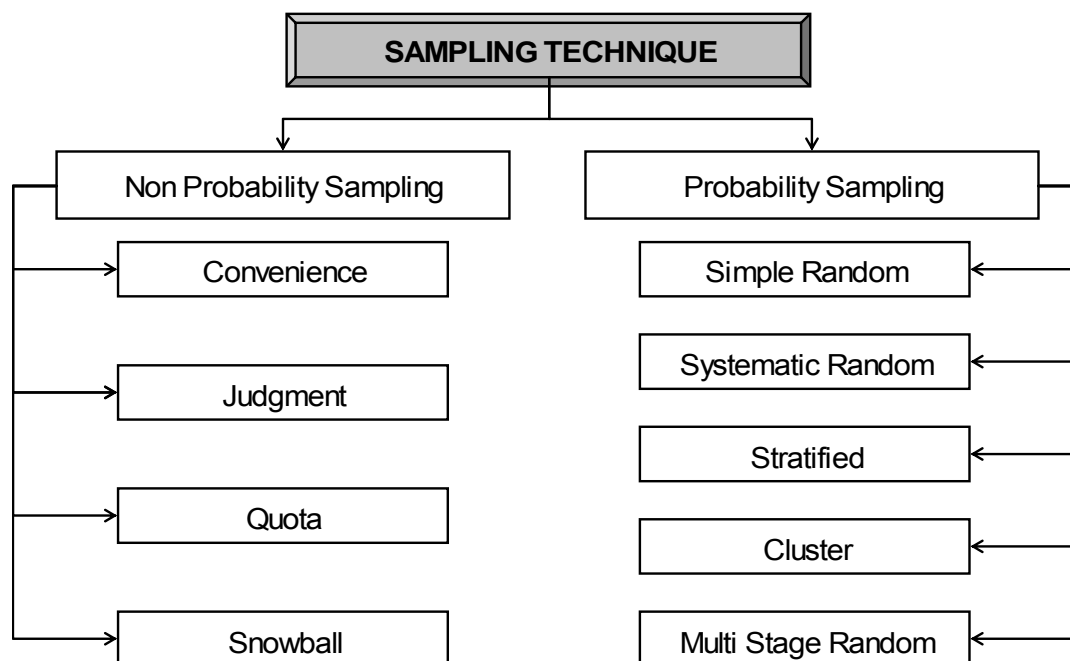 SAMPLING TECHNIQUE
Non Probability Sampling
Convenience
Judgment
Quota
Snowball
Probability Sampling
Simple Random
Systematic Random
Stratified
Cluster
Multi Stage Random